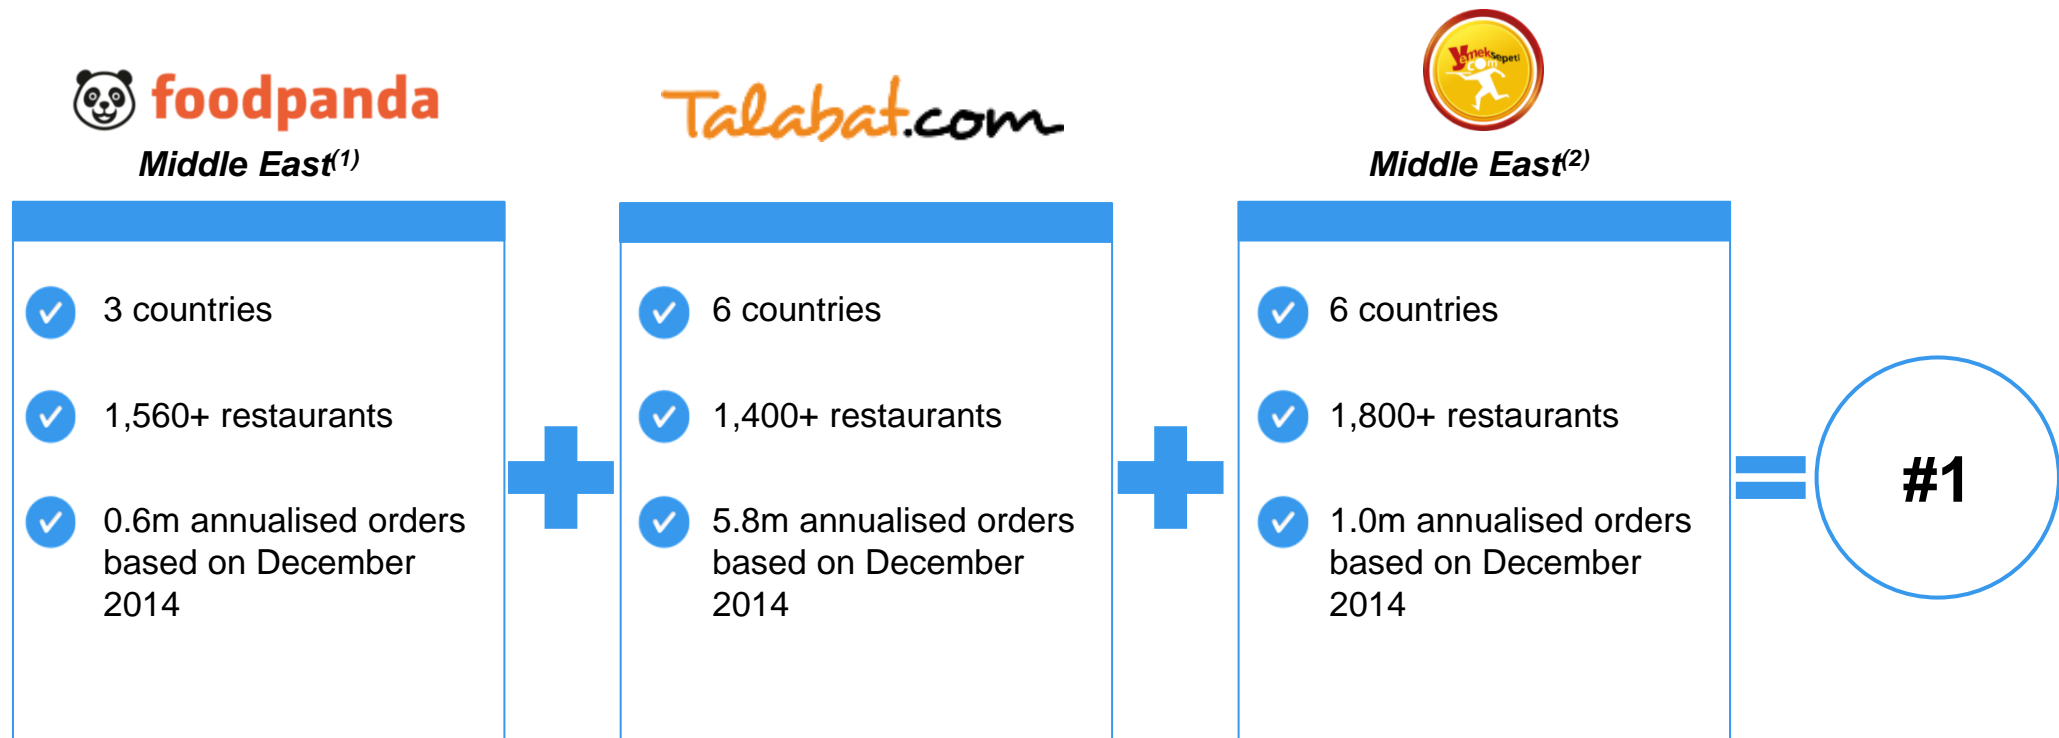 foodpanda
Middle East(1)
3 countries
1,560+ restaurants
0.6m annualised orders
based on December
2014
Talabat.com
6 countries
1,400+ restaurants
5.8m annualised orders
based on December
2014
Yemeksepeti
com
Middle East(2)
6 countries
1,800+ restaurants
1.0m annualised orders
based on December
2014
#1